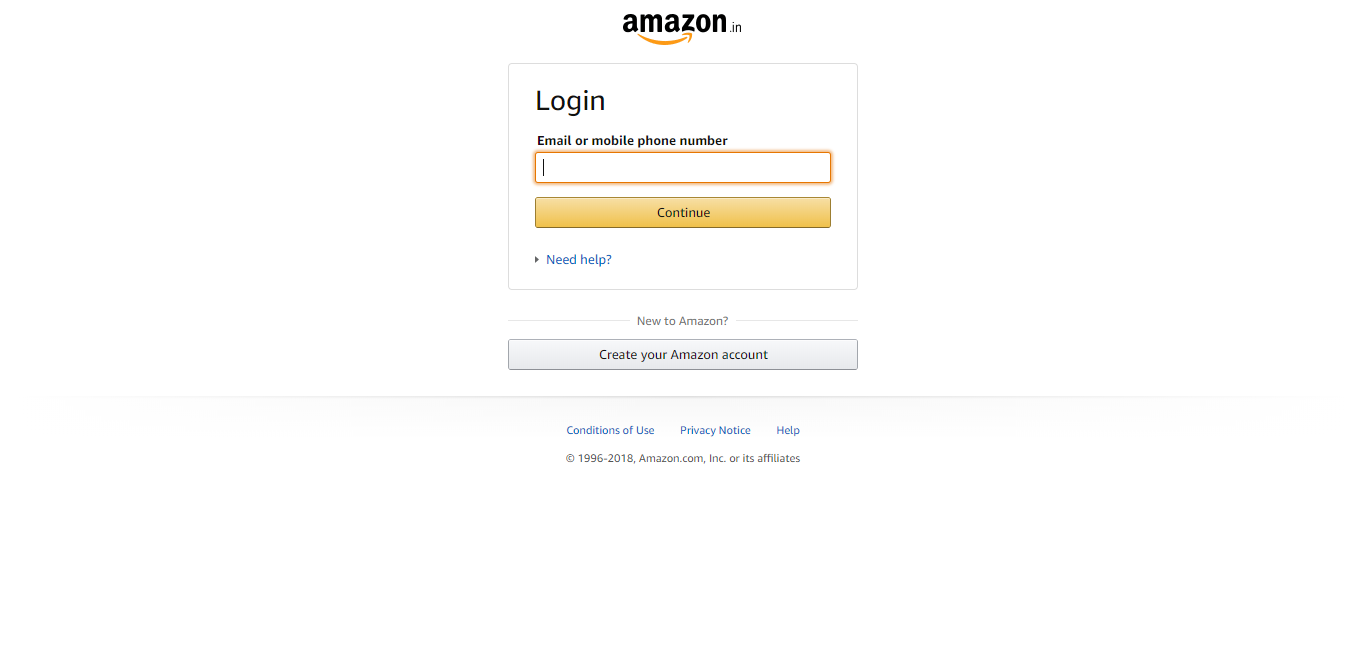 amazon.in
Login
Email or mobile phone number
Continue
Need help?
New to Amazon?
Create your Amazon account
Conditions of Use Privacy Notice Help
© 1996-2018, Amazon.com, Inc. or its affiliates